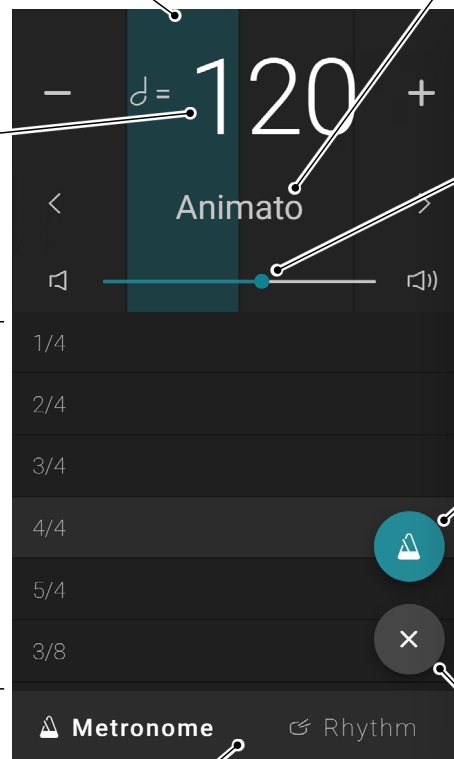 − 𝅗𝅥 = 120 +
< Animato >
1/4
2/4
3/4
4/4
5/4
3/8
Metronome Rhythm